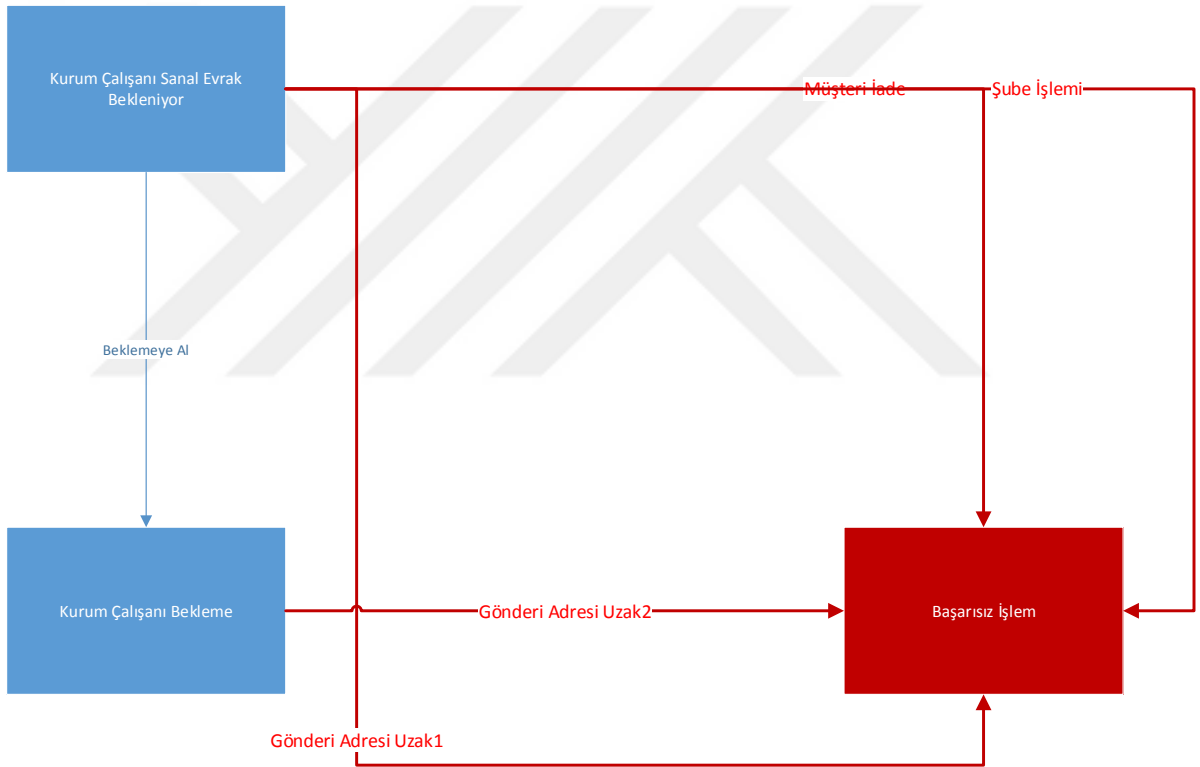 Kurum Çalışanı Sanal Evrak
Bekleniyor
Müşteri İade
Şube İşlemi
Beklemeye Al
Kurum Çalışanı Bekleme
Gönderi Adresi Uzak2
Başarısız İşlem
Gönderi Adresi Uzak1